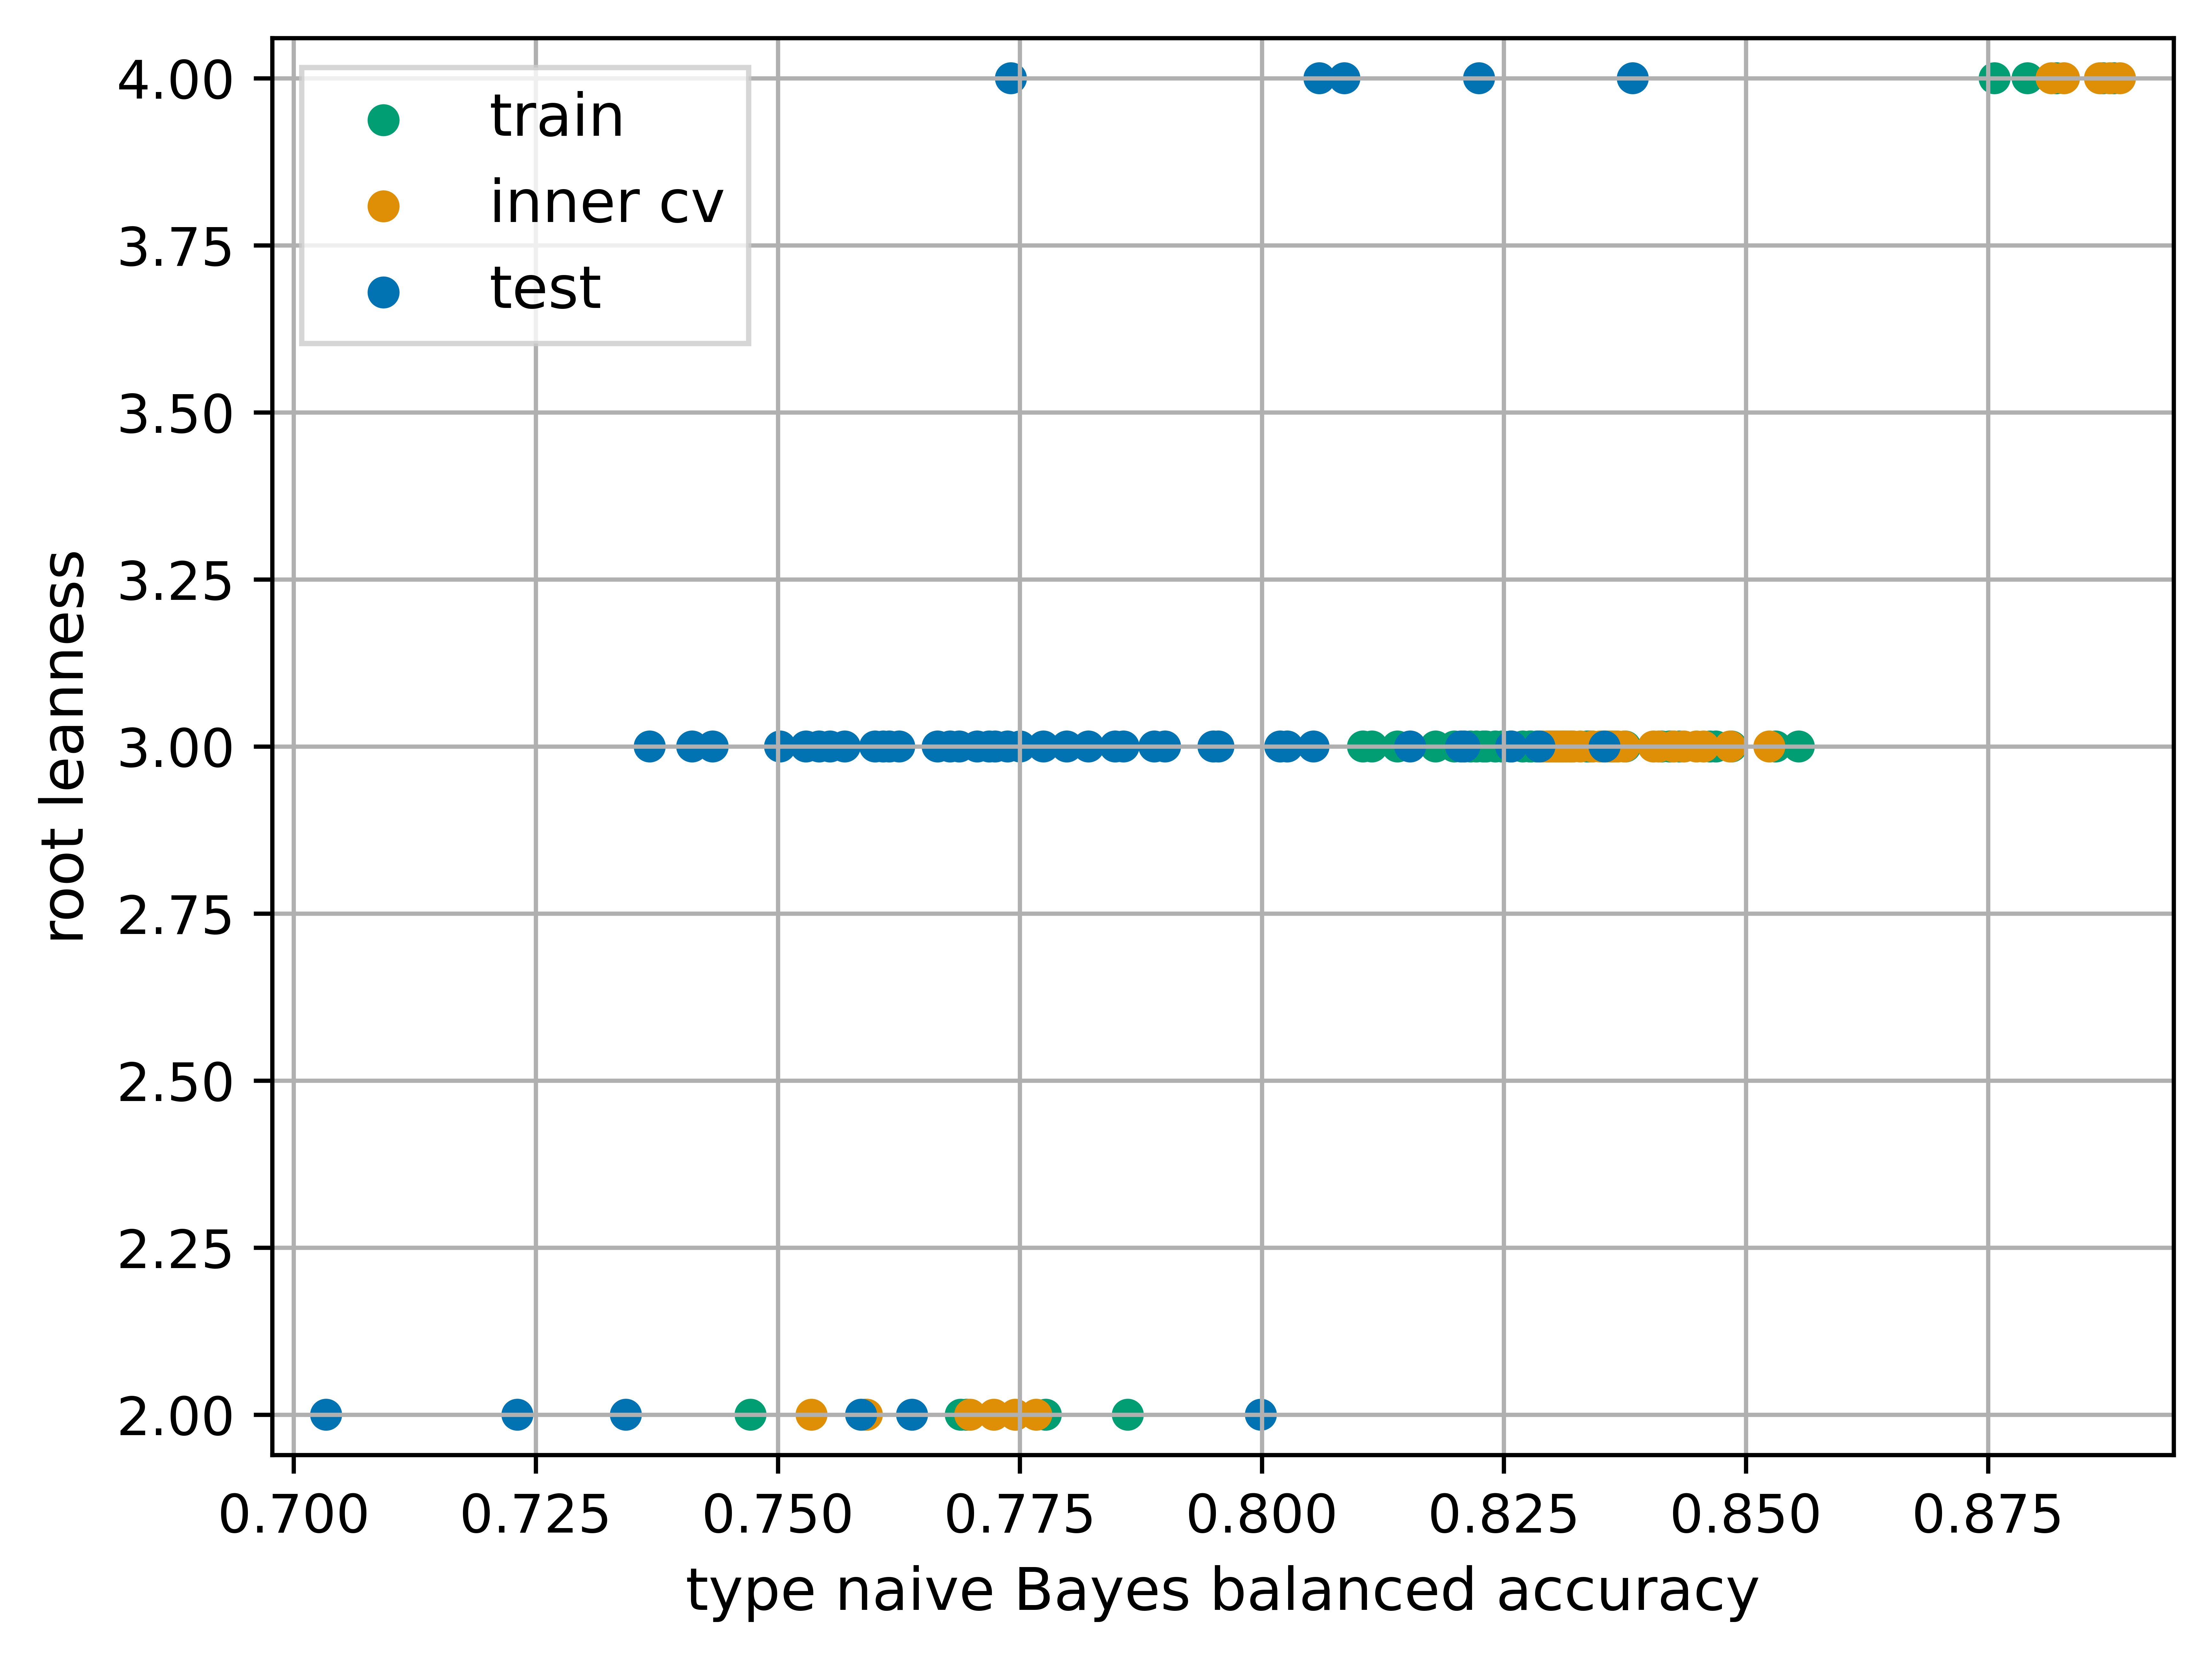 4.00
3.75
3.50
3.25
3.00
2.75
2.50
2.25
2.00
root leanness
train
inner cv
test
0.700 0.725 0.750 0.775 0.800 0.825 0.850 0.875
type naive Bayes balanced accuracy